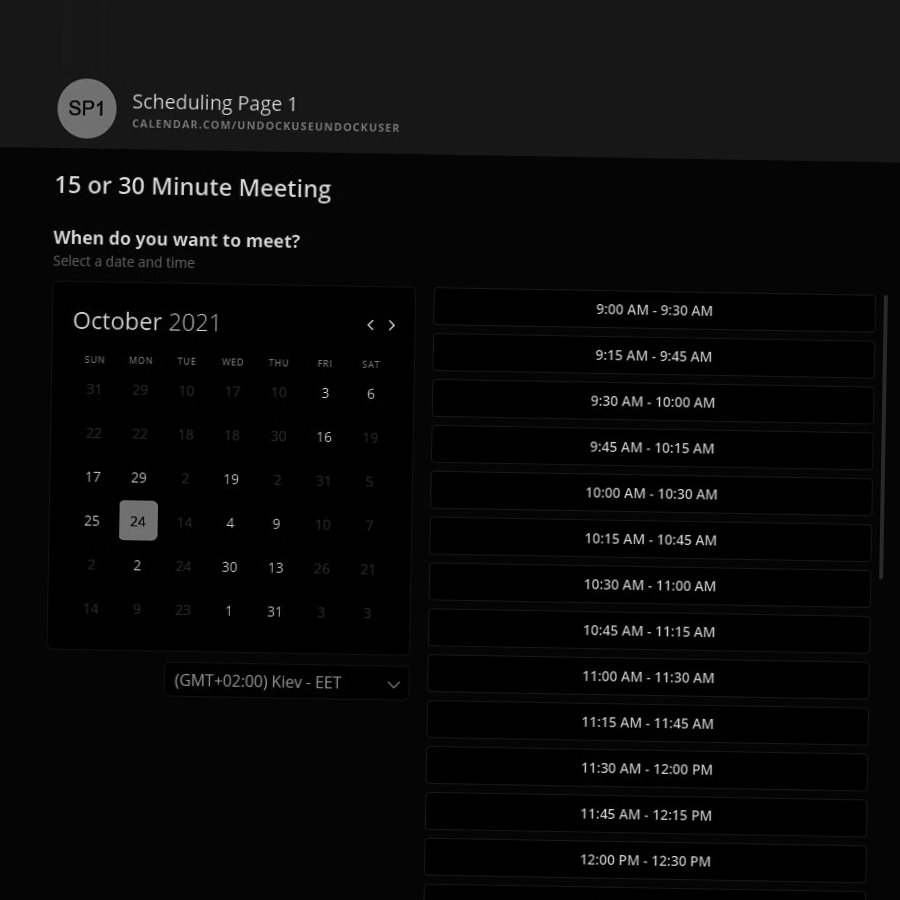 SP1
Scheduling Page 1
CALENDAR.COM/UNDOCKUSEUNDOCKUSER
15 or 30 Minute Meeting
When do you want to meet?
Select a date and time
October 2021
SUN MON TUE WED THU FRI SAT
31 29 10 17 10 3 6
22 22 18 18 30 16 19
17 29 2 19 2 31 5
25 24 14 4 9 10 7
2 2 24 30 13 26 21
14 9 23 1 31 3 3
(GMT+02:00) Kiev - EET
9:00 AM - 9:30 AM
9:15 AM - 9:45 AM
9:30 AM - 10:00 AM
9:45 AM - 10:15 AM
10:00 AM - 10:30 AM
10:15 AM - 10:45 AM
10:30 AM - 11:00 AM
10:45 AM - 11:15 AM
11:00 AM - 11:30 AM
11:15 AM - 11:45 AM
11:30 AM - 12:00 PM
11:45 AM - 12:15 PM
12:00 PM - 12:30 PM